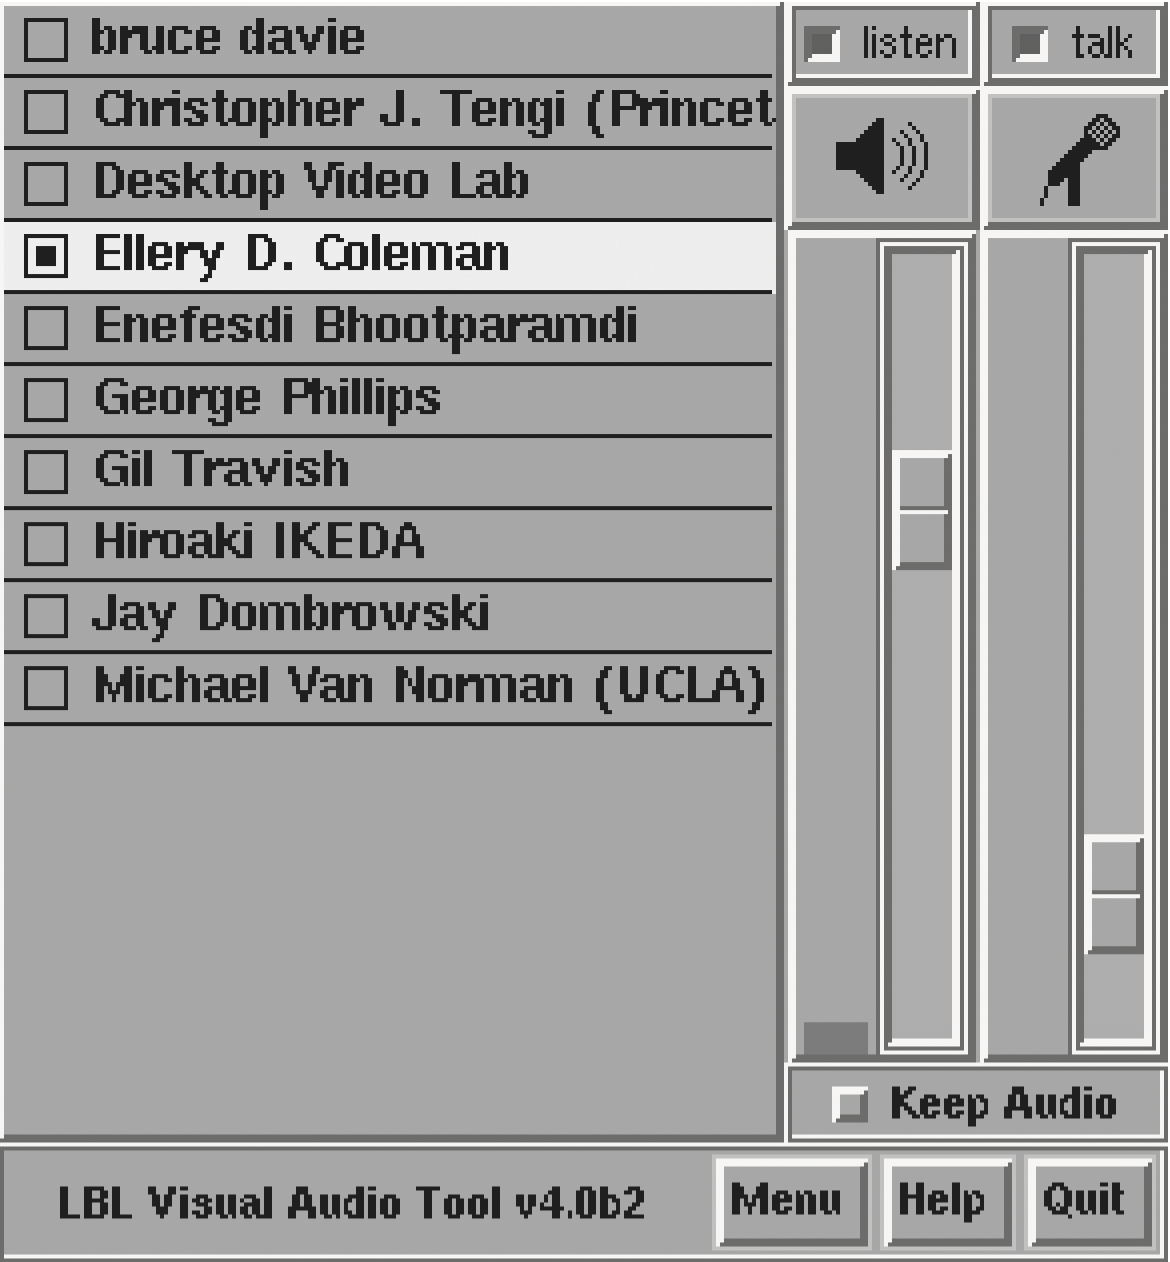 bruce davie
Christopher J. Tengi (Princet
Desktop Video Lab
Ellery D. Coleman
Enefesdi Bhootparamdi
George Phillips
Gil Travish
Hiroaki IKEDA
Jay Dombrowski
Michael Van Norman (UCLA)
listen
talk
Keep Audio
LBL Visual Audio Tool v4.0b2
Menu
Help
Quit